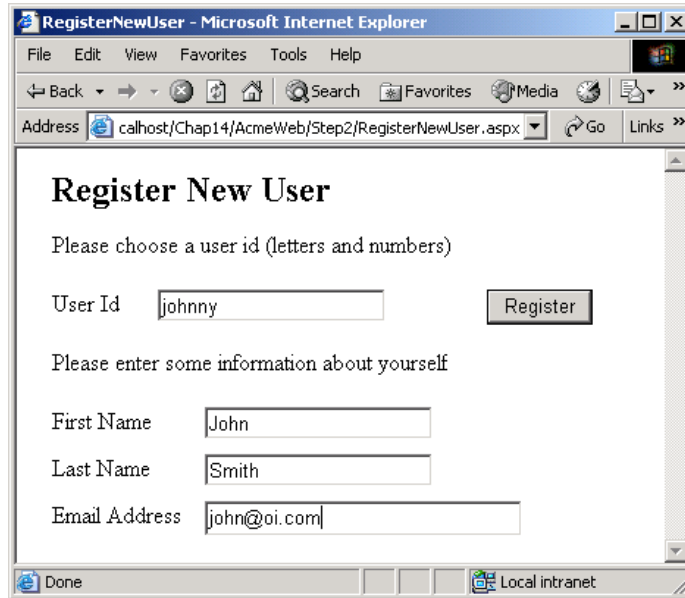 RegisterNewUser - Microsoft Internet Explorer
File Edit View Favorites Tools Help
Back Search Favorites Media »
Address calhost/Chap14/AcmeWeb/Step2/RegisterNewUser.aspx Go Links »
Register New User
Please choose a user id (letters and numbers)
User Id johnny Register
Please enter some information about yourself
First Name John
Last Name Smith
Email Address john@oi.com
Done Local intranet